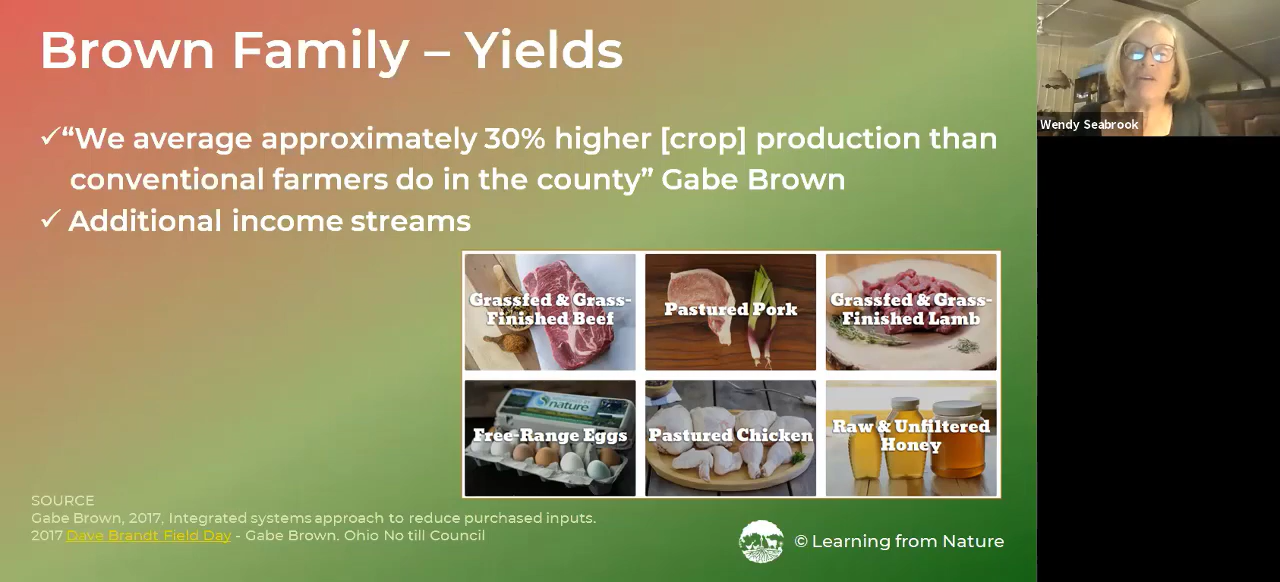 Brown Family – Yields
✓“We average approximately 30% higher [crop] production than
conventional farmers do in the county” Gabe Brown
✓ Additional income streams
Grassfed & Grass-
Finished Beef
Pastured Pork
Grassfed & Grass-
Finished Lamb
nature
Free-Range Eggs
Pastured Chicken
Raw & Unfiltered
Honey
SOURCE
Gabe Brown, 2017, Integrated systems approach to reduce purchased inputs.
2017 Dave Brandt Field Day - Gabe Brown. Ohio No till Council
© Learning from Nature
Wendy Seabrook